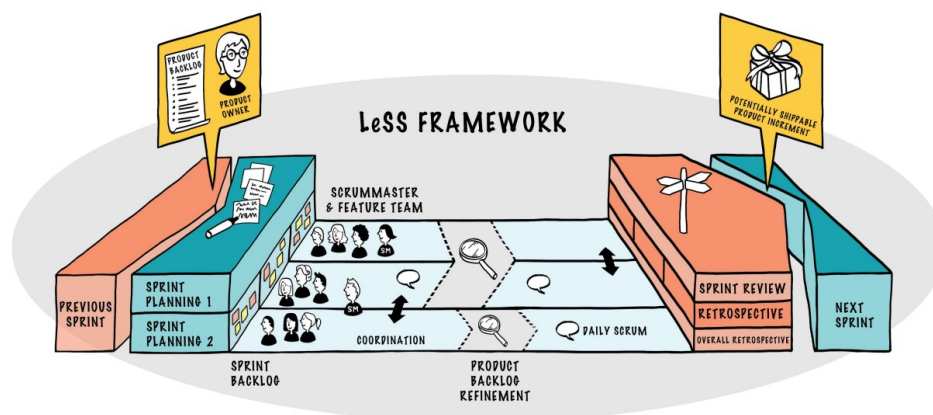 PRODUCT
BACKLOG
PRODUCT
OWNER
POTENTIALLY SHIPPABLE
PRODUCT INCREMENT
LeSS FRAMEWORK
SCRUMMASTER
& FEATURE TEAM
PREVIOUS
SPRINT
SPRINT
PLANNING 1
SPRINT
PLANNING 2
SM
SM
COORDINATION
DAILY SCRUM
SPRINT REVIEW
RETROSPECTIVE
OVERALL RETROSPECTIVE
NEXT
SPRINT
SPRINT
BACKLOG
PRODUCT
BACKLOG
REFINEMENT